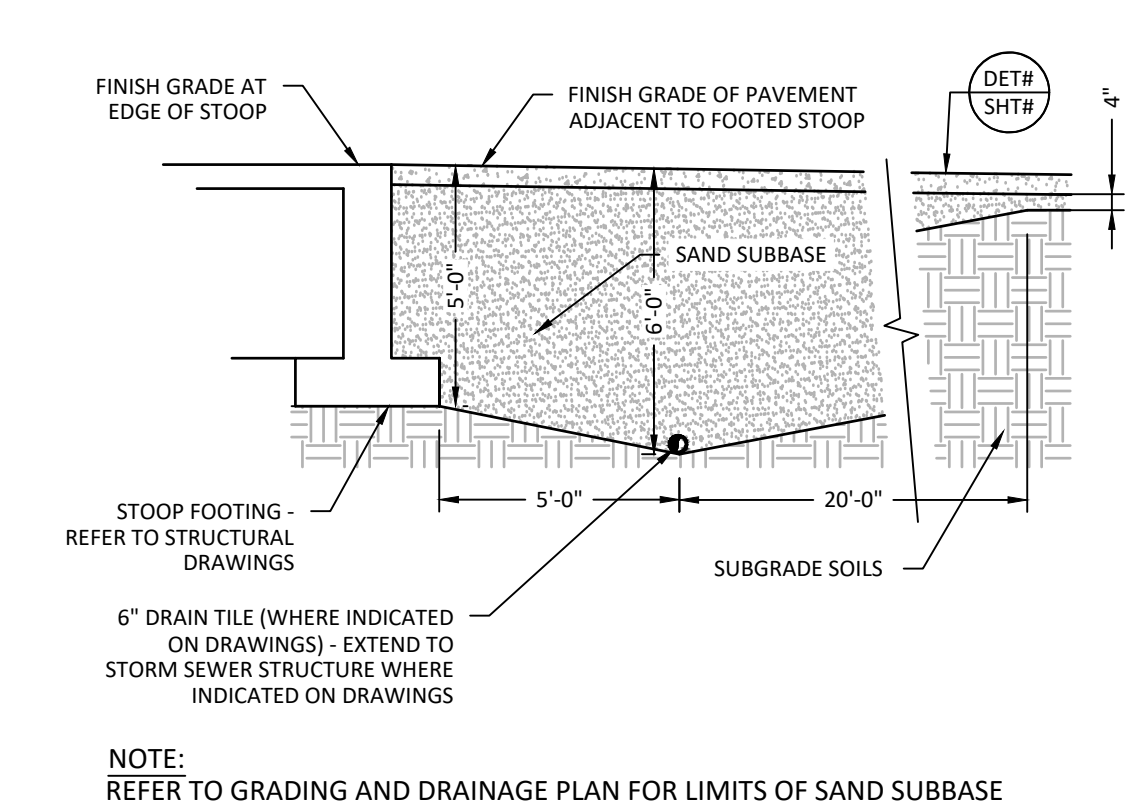 FINISH GRADE AT
EDGE OF STOOP
FINISH GRADE OF PAVEMENT
ADJACENT TO FOOTED STOOP
DET#
SHT#
4"
SAND SUBBASE
5'-0"
6'-0"
5'-0"
20'-0"
STOOP FOOTING -
REFER TO STRUCTURAL
DRAWINGS
SUBGRADE SOILS
6" DRAIN TILE (WHERE INDICATED
ON DRAWINGS) - EXTEND TO
STORM SEWER STRUCTURE WHERE
INDICATED ON DRAWINGS
NOTE:
REFER TO GRADING AND DRAINAGE PLAN FOR LIMITS OF SAND SUBBASE